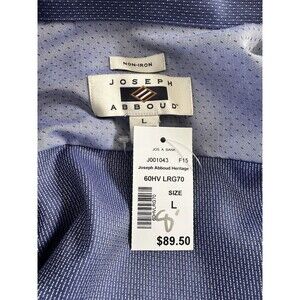 NON-IRON
JOSEPH
ABBOUD
L
JOS. A. BANK
J001043 F15
Joseph Abboud Heritage
60HV LRG70
SIZE
L
$89.50